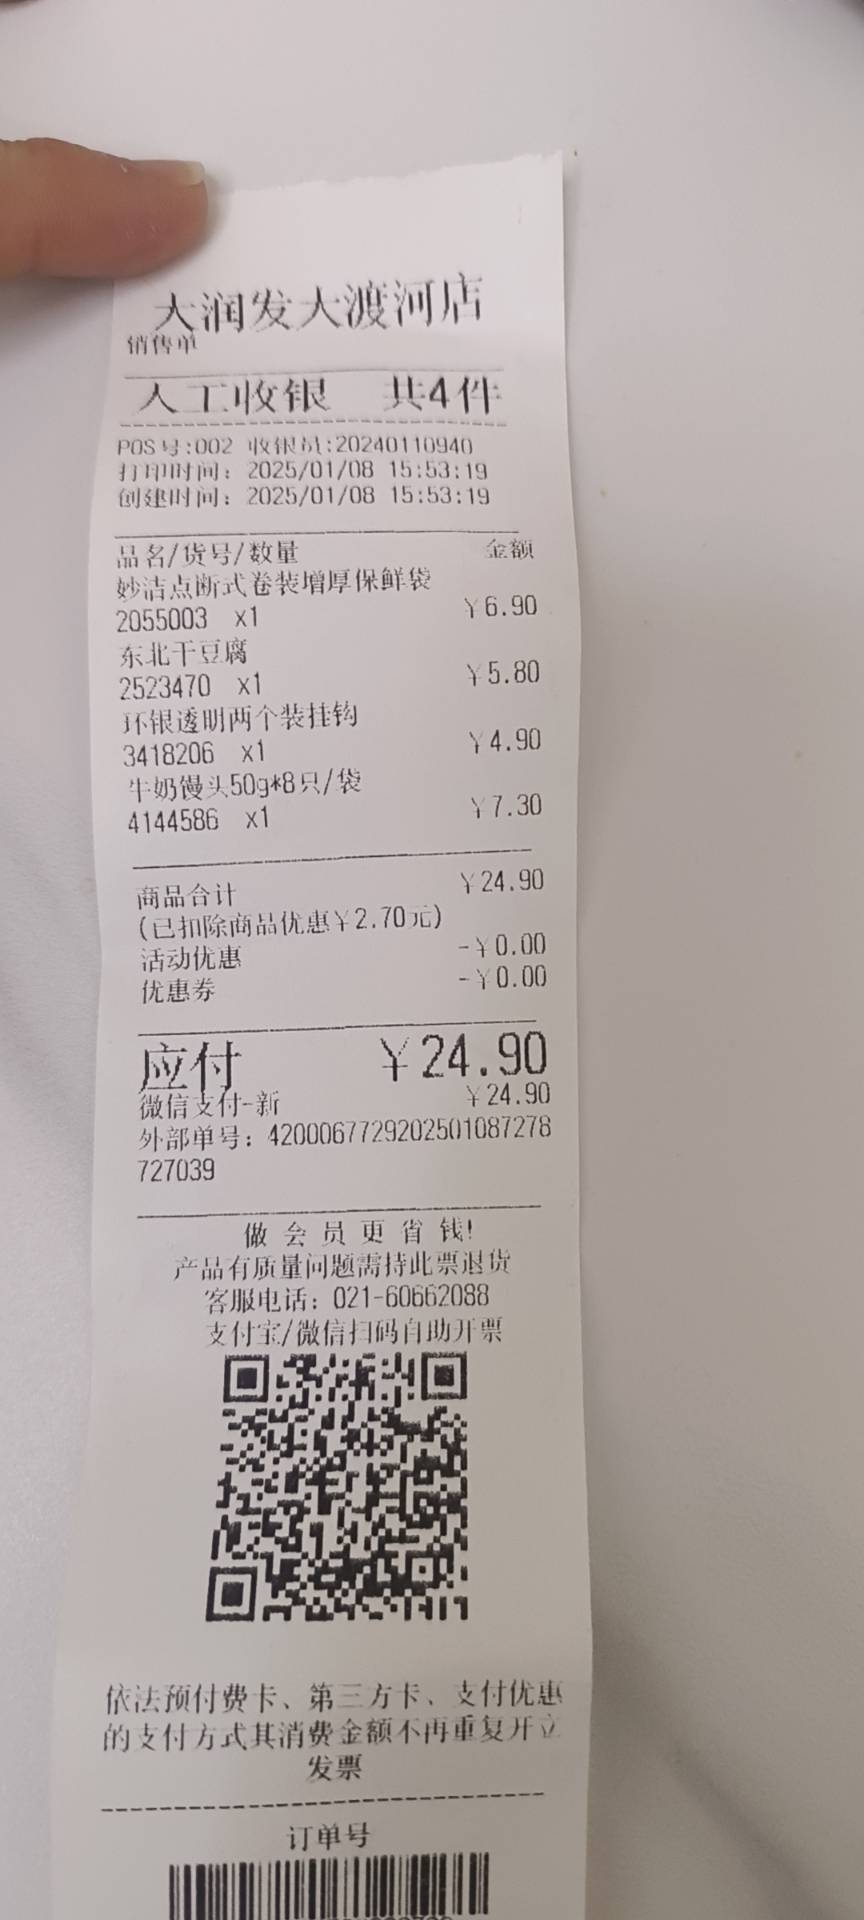 大润发大渡河店
销售单
人工收银 共4件
POS号:002 收银员:20240110940
打印时间: 2025/01/08 15:53:19
创建时间: 2025/01/08 15:53:19
品名/货号/数量 金额
妙洁点断式卷装增厚保鲜袋
2055003 x1 ¥6.90
东北干豆腐
2523470 x1 ¥5.80
环银透明两个装挂钩
3418206 x1 ¥4.90
牛奶馒头50g*8只/袋
4144586 x1 ¥7.30
商品合计 ¥24.90
(已扣除商品优惠¥2.70元)
活动优惠 -¥0.00
优惠券 -¥0.00
应付 ¥24.90
微信支付-新 ¥24.90
外部单号: 4200067729202501087278
727039
做会员更省钱!
产品有质量问题需持此票退货
客服电话: 021-60662088
支付宝/微信扫码自助开票
依法预付费卡、第三方卡、支付优惠
的支付方式其消费金额不再重复开立
发票
订单号